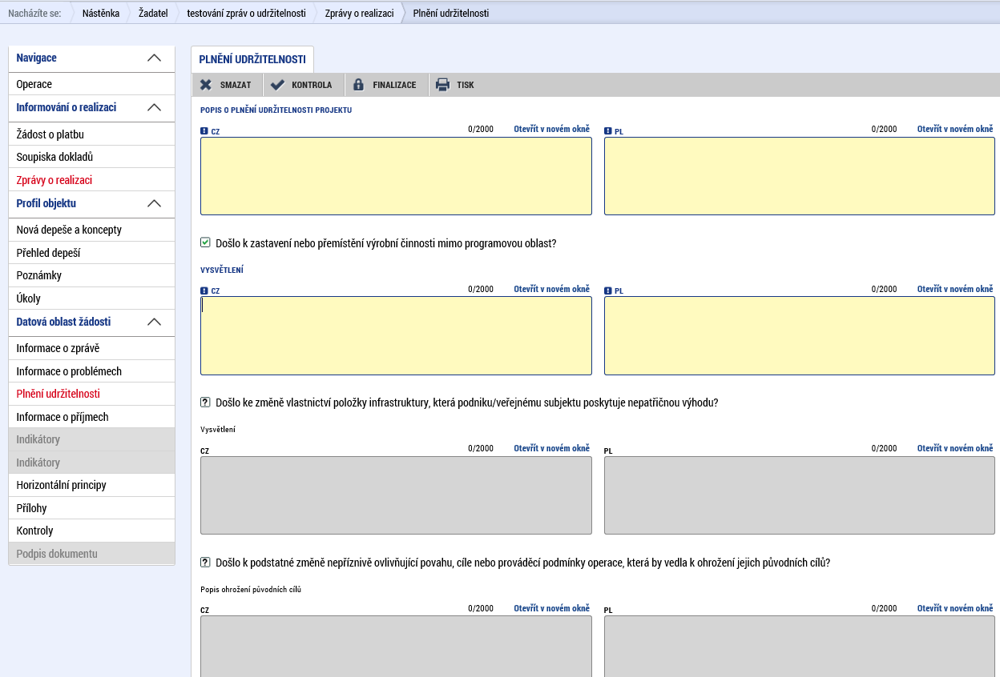 Nacházíte se: Nástěnka Žadatel testování zpráv o udržitelnosti Zprávy o realizaci Plnění udržitelnosti
Navigace
Operace
Informování o realizaci
Žádost o platbu
Soupiska dokladů
Zprávy o realizaci
Profil objektu
Nová depeše a koncepty
Přehled depeší
Poznámky
Úkoly
Datová oblast žádosti
Informace o zprávě
Informace o problémech
Plnění udržitelnosti
Informace o příjmech
Indikátory
Indikátory
Horizontální principy
Přílohy
Kontroly
Podpis dokumentu
PLNĚNÍ UDRŽITELNOSTI
SMAZAT KONTROLA FINALIZACE TISK
POPIS O PLNĚNÍ UDRŽITELNOSTI PROJEKTU
CZ 0/2000 Otevřít v novém okně PL 0/2000 Otevřít v novém okně
Došlo k zastavení nebo přemístění výrobní činnosti mimo programovou oblast?
VYSVĚTLENÍ
CZ 0/2000 Otevřít v novém okně PL 0/2000 Otevřít v novém okně
Došlo ke změně vlastnictví položky infrastruktury, která podniku/veřejnému subjektu poskytuje nepatřičnou výhodu?
Vysvětlení
CZ 0/2000 Otevřít v novém okně PL 0/2000 Otevřít v novém okně
Došlo k podstatné změně nepříznivě ovlivňující povahu, cíle nebo prováděcí podmínky operace, která by vedla k ohrožení jejich původních cílů?
Popis ohrožení původních cílů
CZ 0/2000 Otevřít v novém okně PL 0/2000 Otevřít v novém okně